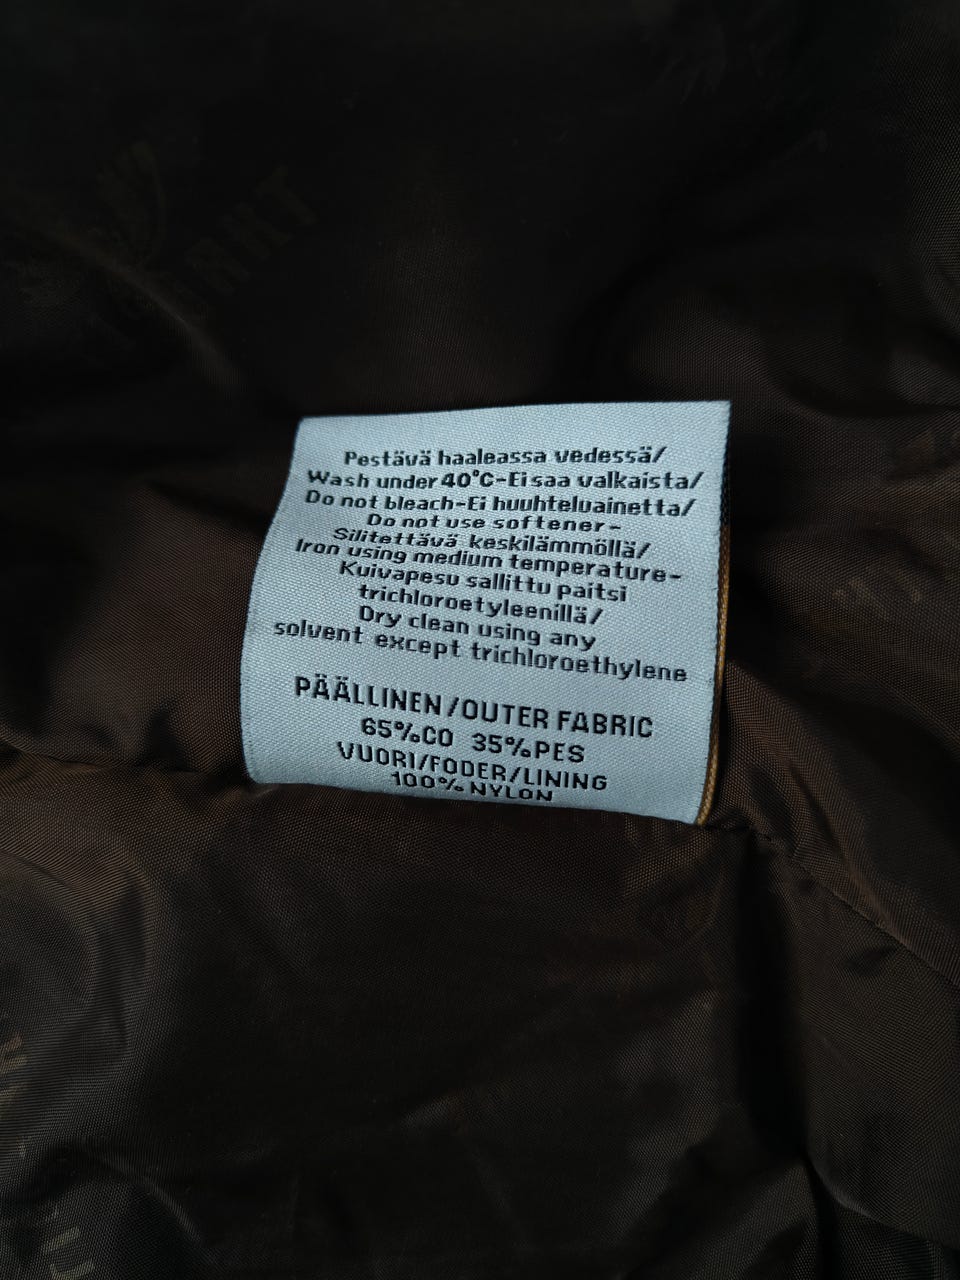 Pestävä haaleassa vedessä/
Wash under 40°C-Ei saa valkaista/
Do not bleach-Ei huuhteluainetta/
Do not use softener-
Silitettävä keskilämmöllä/
Iron using medium temperature-
Kuivapesu sallittu paitsi
trichloroetyleenillä/
Dry clean using any
solvent except trichloroethylene
PÄÄLLINEN/OUTER FABRIC
65%CO 35%PES
VUORI/FODER/LINING
100% NYLON